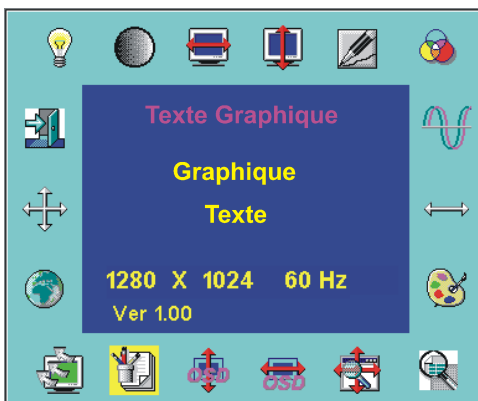 Texte Graphique
Graphique
Texte
1280 X 1024 60 Hz
Ver 1.00
OSD OSD